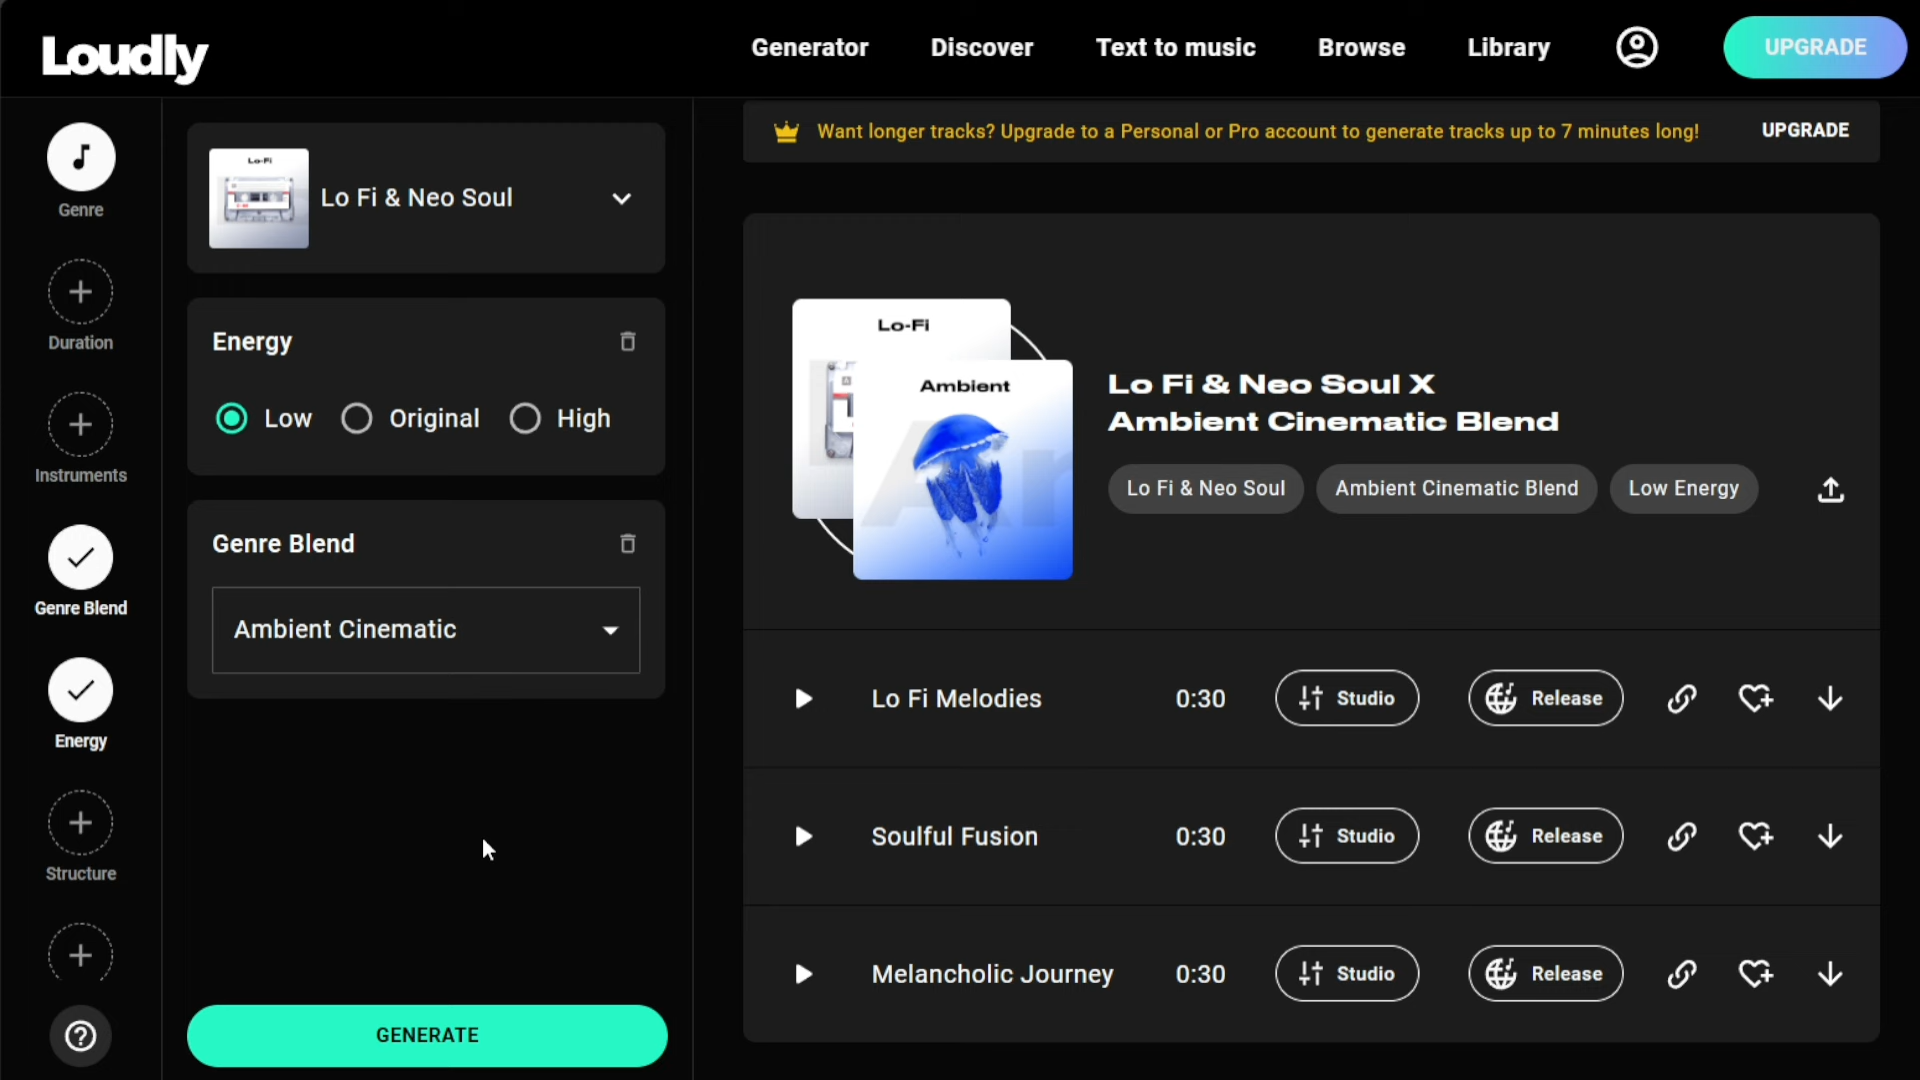 Loudly
Generator
Discover
Text to music
Browse
Library
UPGRADE
Genre
Duration
Instruments
Genre Blend
Energy
Structure
Lo-Fi
Lo Fi & Neo Soul
Energy
Low
Original
High
Genre Blend
Ambient Cinematic
GENERATE
Want longer tracks? Upgrade to a Personal or Pro account to generate tracks up to 7 minutes long!
UPGRADE
Lo-Fi
Ambient
Lo Fi & Neo Soul X
Ambient Cinematic Blend
Lo Fi & Neo Soul
Ambient Cinematic Blend
Low Energy
Lo Fi Melodies
0:30
Studio
Release
Soulful Fusion
0:30
Studio
Release
Melancholic Journey
0:30
Studio
Release